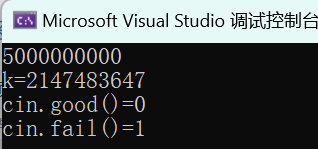 Microsoft Visual Studio 调试控制台
5000000000
k=2147483647
cin.good()=0
cin.fail()=1